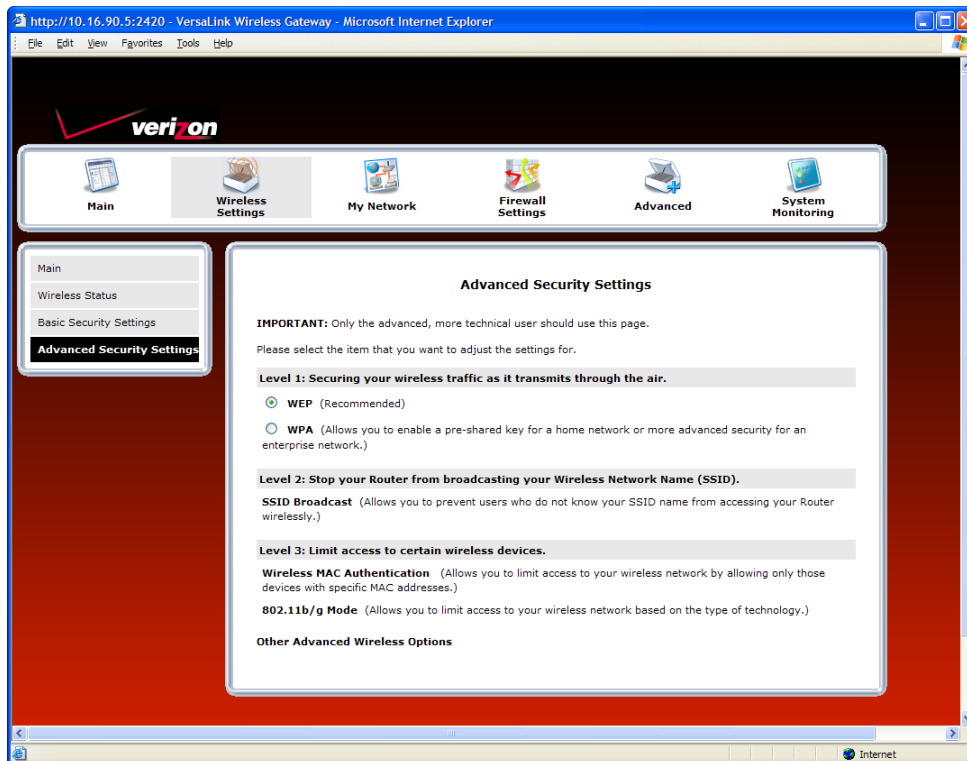 http://10.16.90.5:2420 - VersaLink Wireless Gateway - Microsoft Internet Explorer
File Edit View Favorites Tools Help
verizon
Main
Wireless
Settings
My Network
Firewall
Settings
Advanced
System
Monitoring
Main
Wireless Status
Basic Security Settings
Advanced Security Settings
Advanced Security Settings
IMPORTANT: Only the advanced, more technical user should use this page.
Please select the item that you want to adjust the settings for.
Level 1: Securing your wireless traffic as it transmits through the air.
WEP (Recommended)
WPA (Allows you to enable a pre-shared key for a home network or more advanced security for an
enterprise network.)
Level 2: Stop your Router from broadcasting your Wireless Network Name (SSID).
SSID Broadcast (Allows you to prevent users who do not know your SSID name from accessing your Router
wirelessly.)
Level 3: Limit access to certain wireless devices.
Wireless MAC Authentication (Allows you to limit access to your wireless network by allowing only those
devices with specific MAC addresses.)
802.11b/g Mode (Allows you to limit access to your wireless network based on the type of technology.)
Other Advanced Wireless Options
Internet